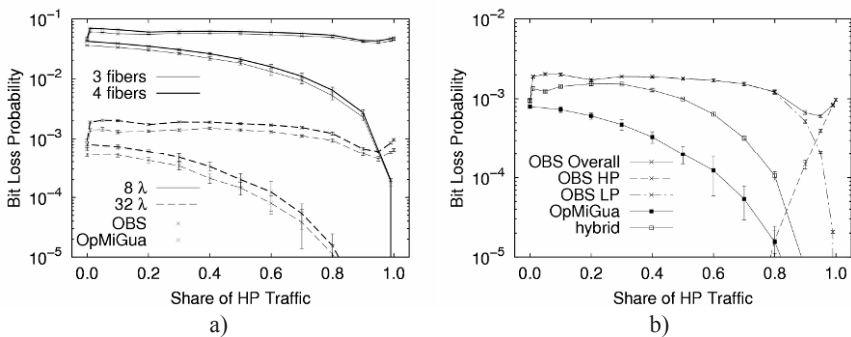 10⁻¹
10⁻²
10⁻³
10⁻⁴
10⁻⁵
Bit Loss Probability
3 fibers
4 fibers
8 λ
32 λ
OBS
OpMiGua
0.0 0.2 0.4 0.6 0.8 1.0
Share of HP Traffic
a)
10⁻²
10⁻³
10⁻⁴
10⁻⁵
Bit Loss Probability
OBS Overall
OBS HP
OBS LP
OpMiGua
hybrid
0.0 0.2 0.4 0.6 0.8 1.0
Share of HP Traffic
b)